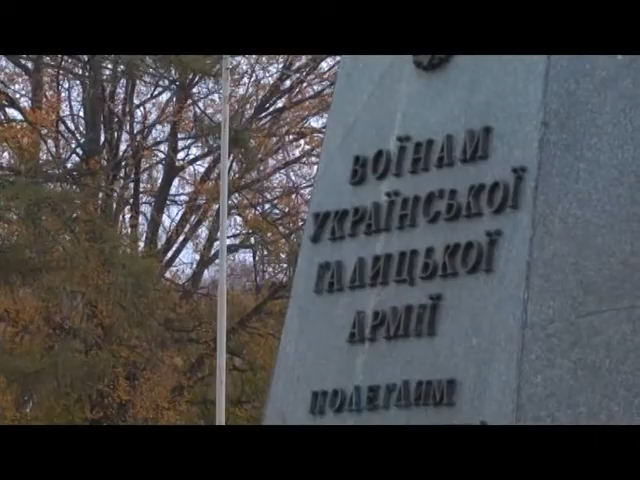 ВОЇНАМ
УКРАЇНСЬКОЇ
ГАЛИЦЬКОЇ
АРМІЇ
ПОЛЕГЛИМ